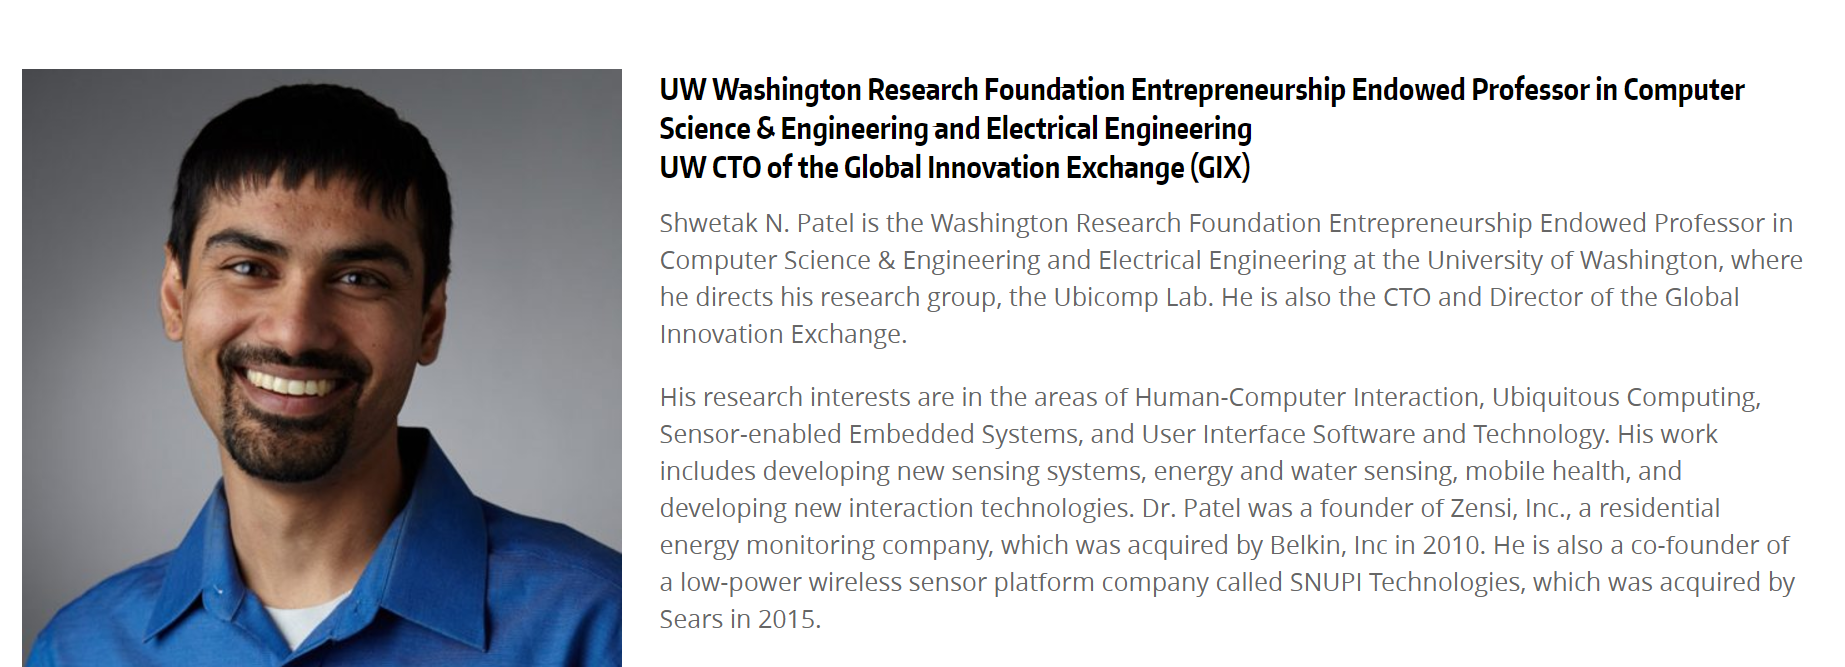 UW Washington Research Foundation Entrepreneurship Endowed Professor in Computer
Science & Engineering and Electrical Engineering
UW CTO of the Global Innovation Exchange (GIX)
Shwetak N. Patel is the Washington Research Foundation Entrepreneurship Endowed Professor in
Computer Science & Engineering and Electrical Engineering at the University of Washington, where
he directs his research group, the Ubicomp Lab. He is also the CTO and Director of the Global
Innovation Exchange.
His research interests are in the areas of Human-Computer Interaction, Ubiquitous Computing,
Sensor-enabled Embedded Systems, and User Interface Software and Technology. His work
includes developing new sensing systems, energy and water sensing, mobile health, and
developing new interaction technologies. Dr. Patel was a founder of Zensi, Inc., a residential
energy monitoring company, which was acquired by Belkin, Inc in 2010. He is also a co-founder of
a low-power wireless sensor platform company called SNUPI Technologies, which was acquired by
Sears in 2015.